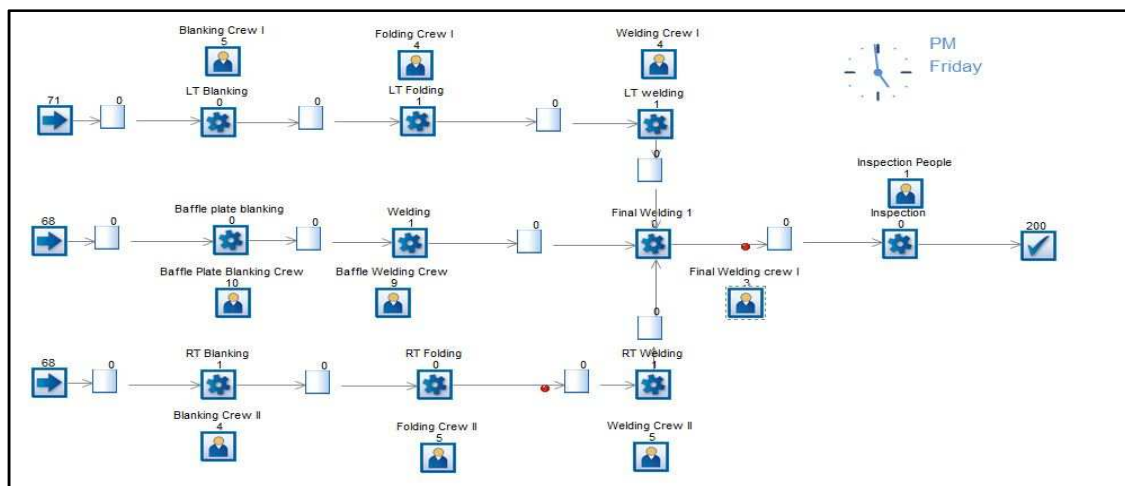 PM
Friday
Blanking Crew I
5
Folding Crew I
4
Welding Crew I
4
71
0
LT Blanking
0
0
LT Folding
1
0
LT welding
1
0
Inspection People
1
68
0
Baffle plate blanking
0
0
Welding
1
0
Final Welding 1
0
0
Inspection
0
200
Baffle Plate Blanking Crew
10
Baffle Welding Crew
9
Final Welding crew I
3
0
68
0
RT Blanking
1
0
RT Folding
0
0
RT Welding
1
Blanking Crew II
4
Folding Crew II
5
Welding Crew II
5